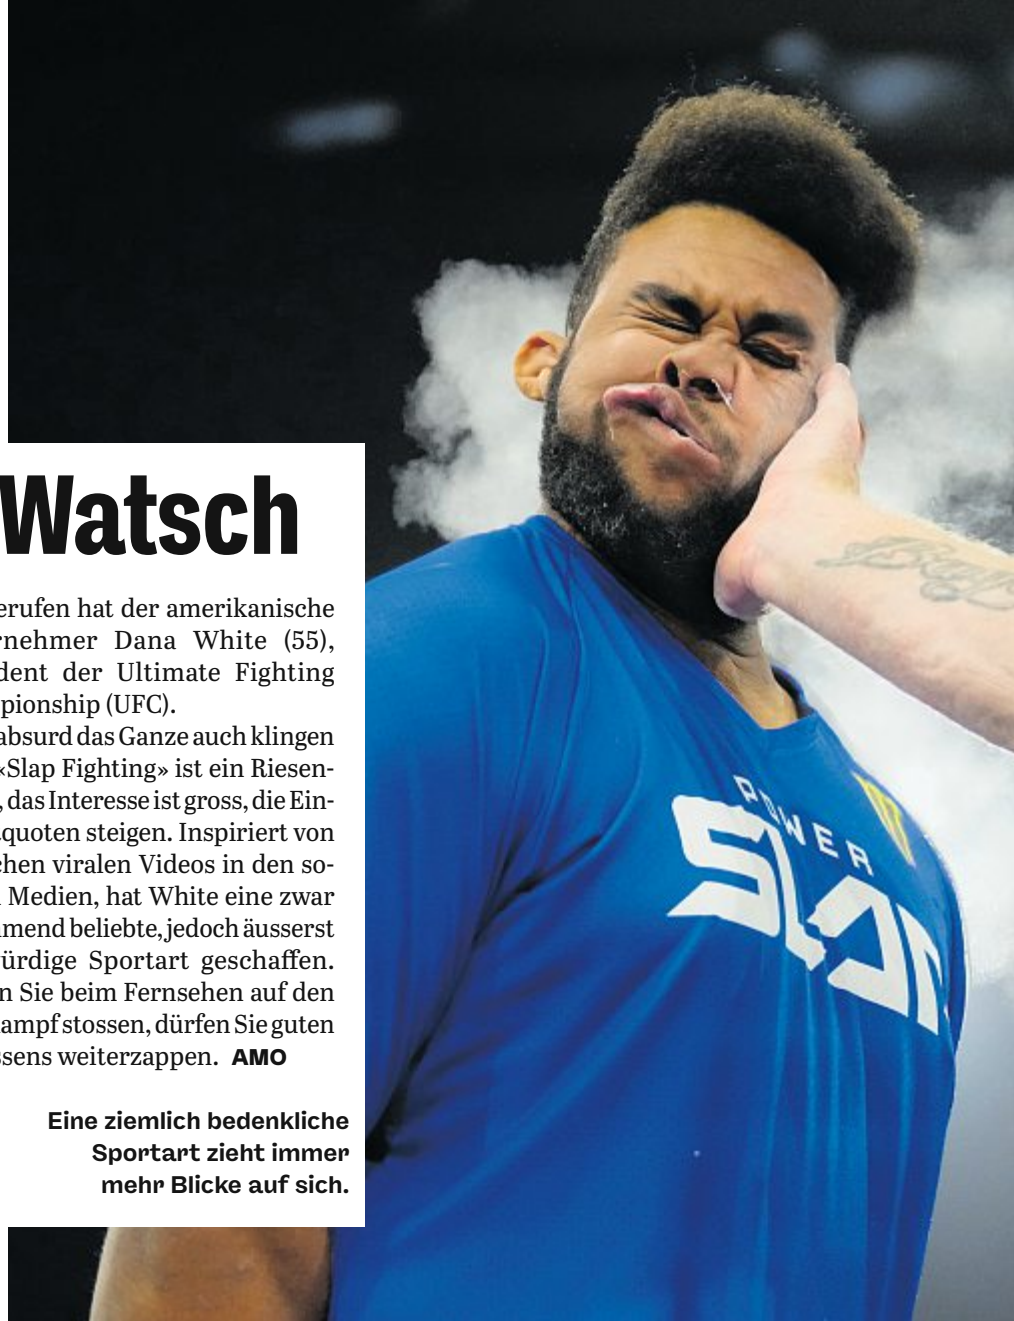 Watsch
erufen hat der amerikanische
rnehmer Dana White (55),
dent der Ultimate Fighting
pionship (UFC).
absurd das Ganze auch klingen
«Slap Fighting» ist ein Riesen-
, das Interesse ist gross, die Ein-
quoten steigen. Inspiriert von
chen viralen Videos in den so-
Medien, hat White eine zwar
mend beliebte, jedoch äusserst
ürdige Sportart geschaffen.
n Sie beim Fernsehen auf den
ampf stossen, dürfen Sie guten
ssens weiterzappen. AMO
Eine ziemlich bedenkliche
Sportart zieht immer
mehr Blicke auf sich.
POWER
SLAP